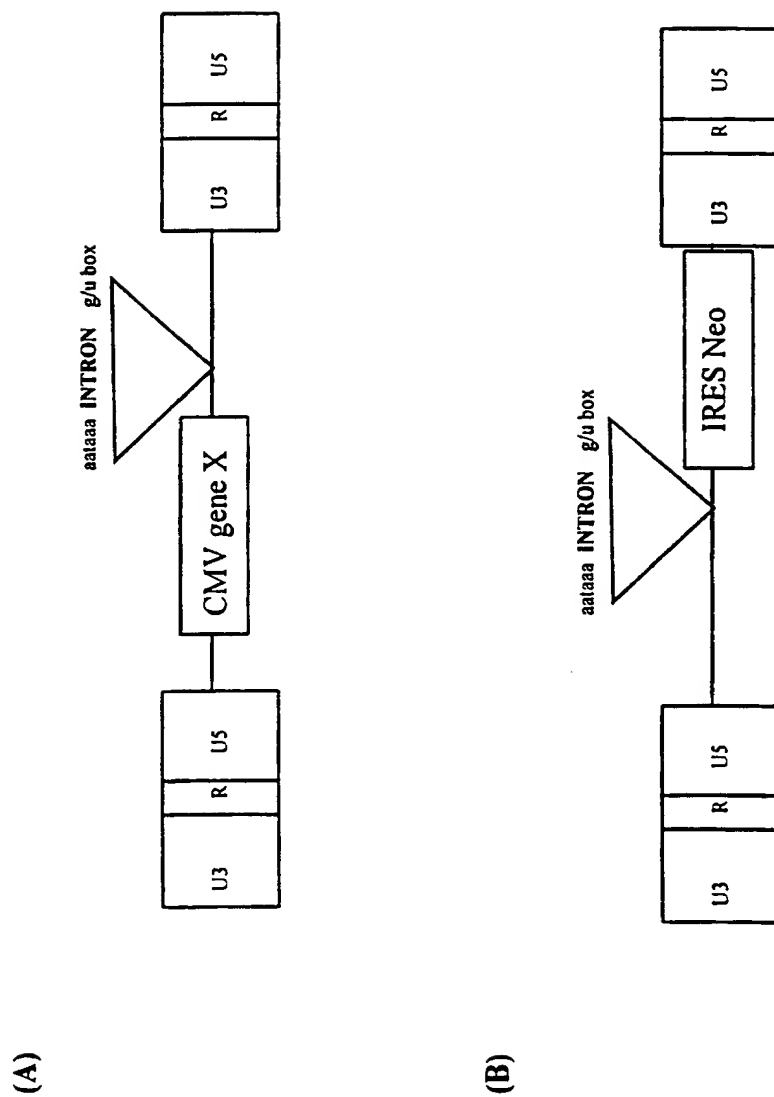 (A)
aataaa INTRON g/u box
U3 R U5
CMV gene X
U3 R U5
(B)
aataaa INTRON g/u box
U3 R U5
IRES Neo
U3 R U5